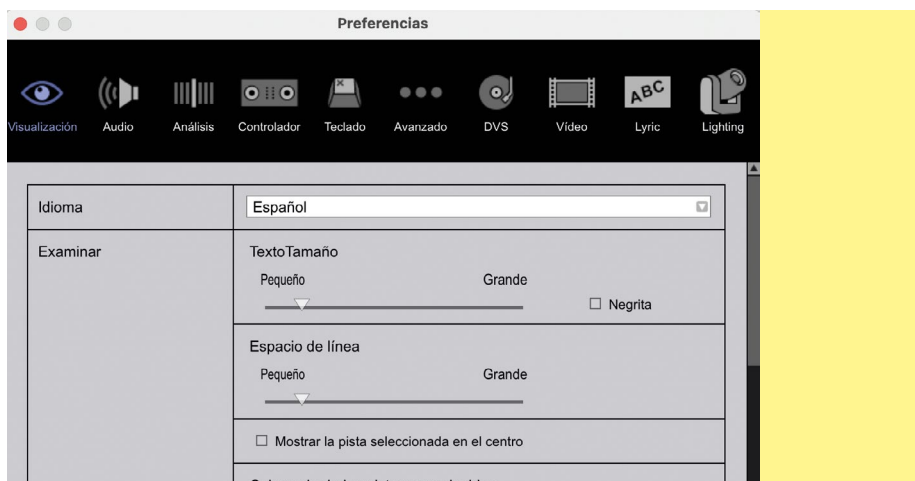 Preferencias
Visualización Audio Análisis Controlador Teclado Avanzado DVS Vídeo ABC Lyric Lighting
Idioma Español
Examinar TextoTamaño
Pequeño Grande
Negrita
Espacio de línea
Pequeño Grande
Mostrar la pista seleccionada en el centro